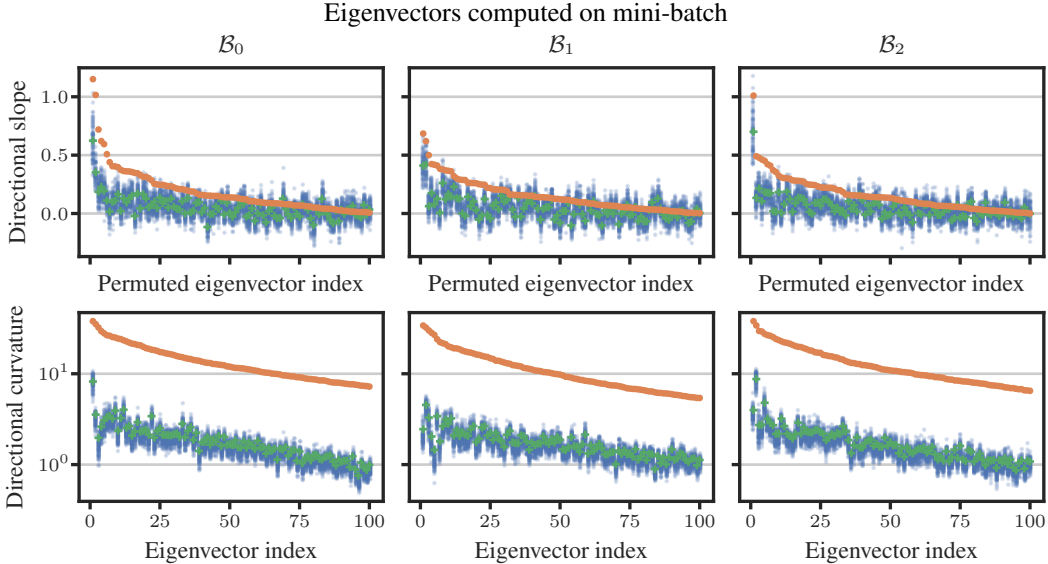 Eigenvectors computed on mini-batch
B₀ B₁ B₂
Directional slope
1.0
0.5
0.0
Permuted eigenvector index Permuted eigenvector index Permuted eigenvector index
Directional curvature
10¹
10⁰
0 25 50 75 100 0 25 50 75 100 0 25 50 75 100
Eigenvector index Eigenvector index Eigenvector index